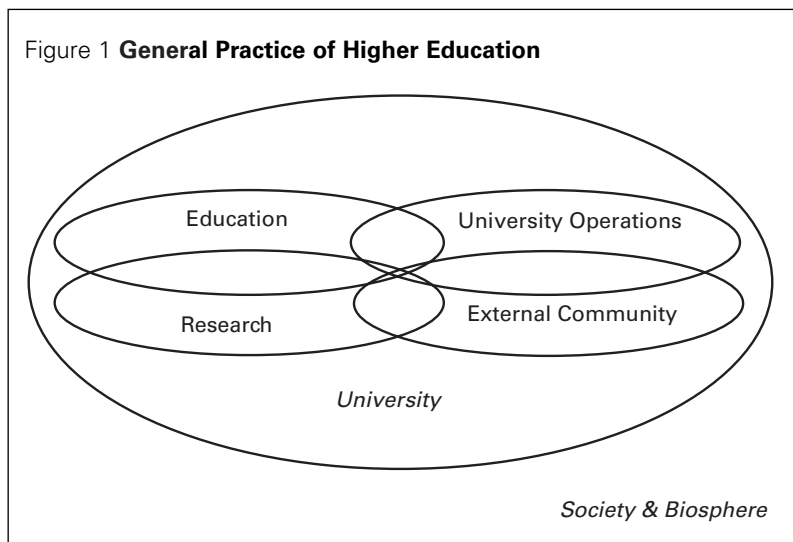 Figure 1 General Practice of Higher Education
Education
University Operations
Research
External Community
University
Society & Biosphere